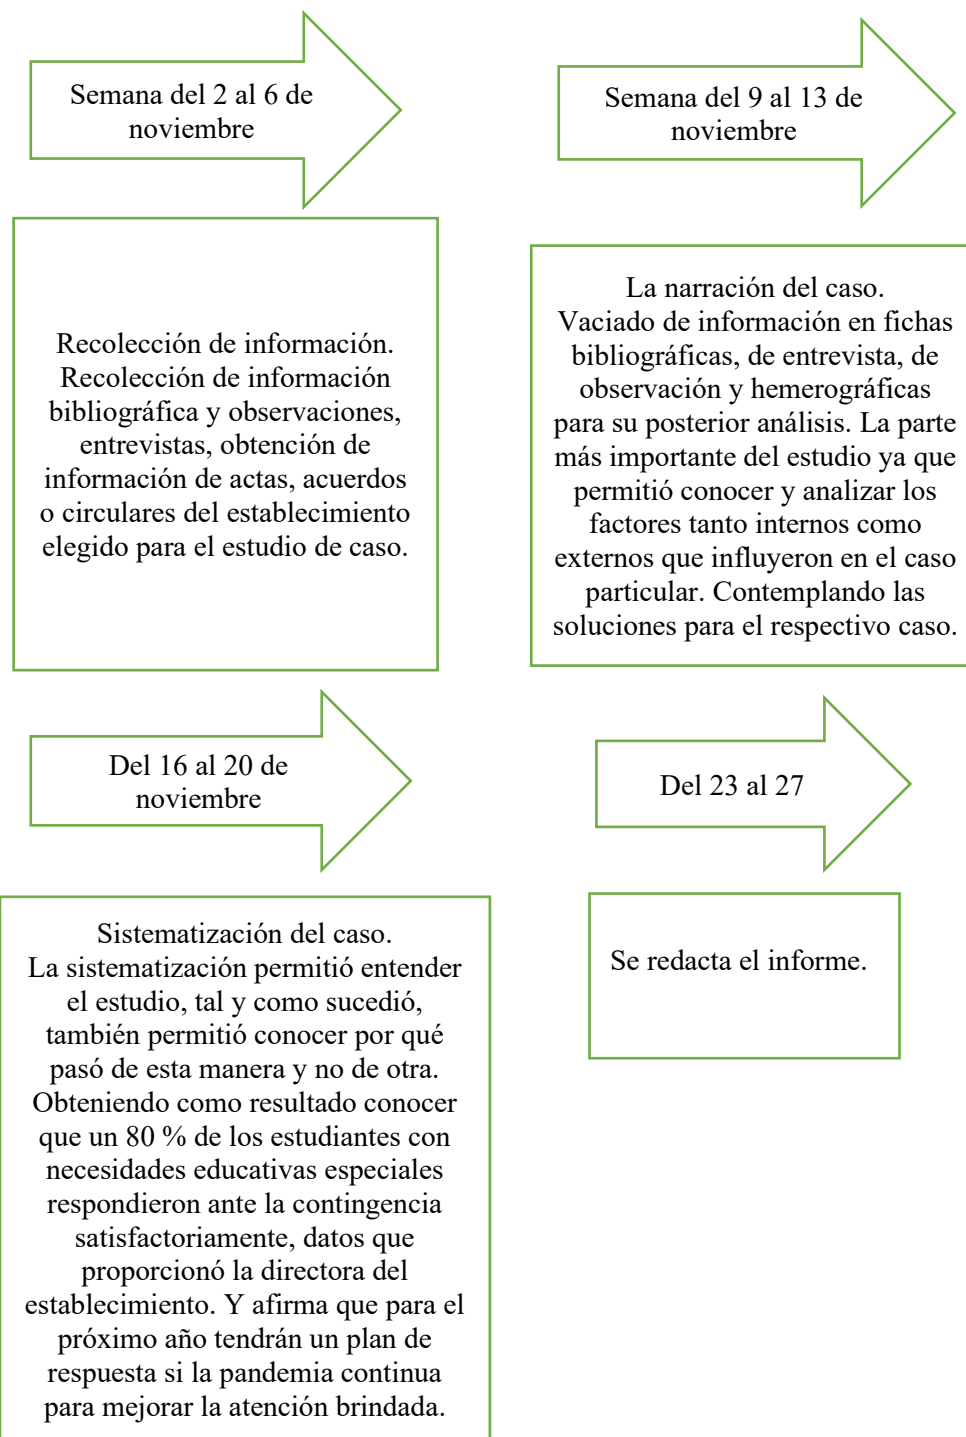 Semana del 2 al 6 de
noviembre
Semana del 9 al 13 de
noviembre
Recolección de información.
Recolección de información
bibliográfica y observaciones,
entrevistas, obtención de
información de actas, acuerdos
o circulares del establecimiento
elegido para el estudio de caso.
La narración del caso.
Vaciado de información en fichas
bibliográficas, de entrevista, de
observación y hemerográficas
para su posterior análisis. La parte
más importante del estudio ya que
permitió conocer y analizar los
factores tanto internos como
externos que influyeron en el caso
particular. Contemplando las
soluciones para el respectivo caso.
Del 16 al 20 de
noviembre
Del 23 al 27
Sistematización del caso.
La sistematización permitió entender
el estudio, tal y como sucedió,
también permitió conocer por qué
pasó de esta manera y no de otra.
Obteniendo como resultado conocer
que un 80 % de los estudiantes con
necesidades educativas especiales
respondieron ante la contingencia
satisfactoriamente, datos que
proporcionó la directora del
establecimiento. Y afirma que para el
próximo año tendrán un plan de
respuesta si la pandemia continua
para mejorar la atención brindada.
Se redacta el informe.